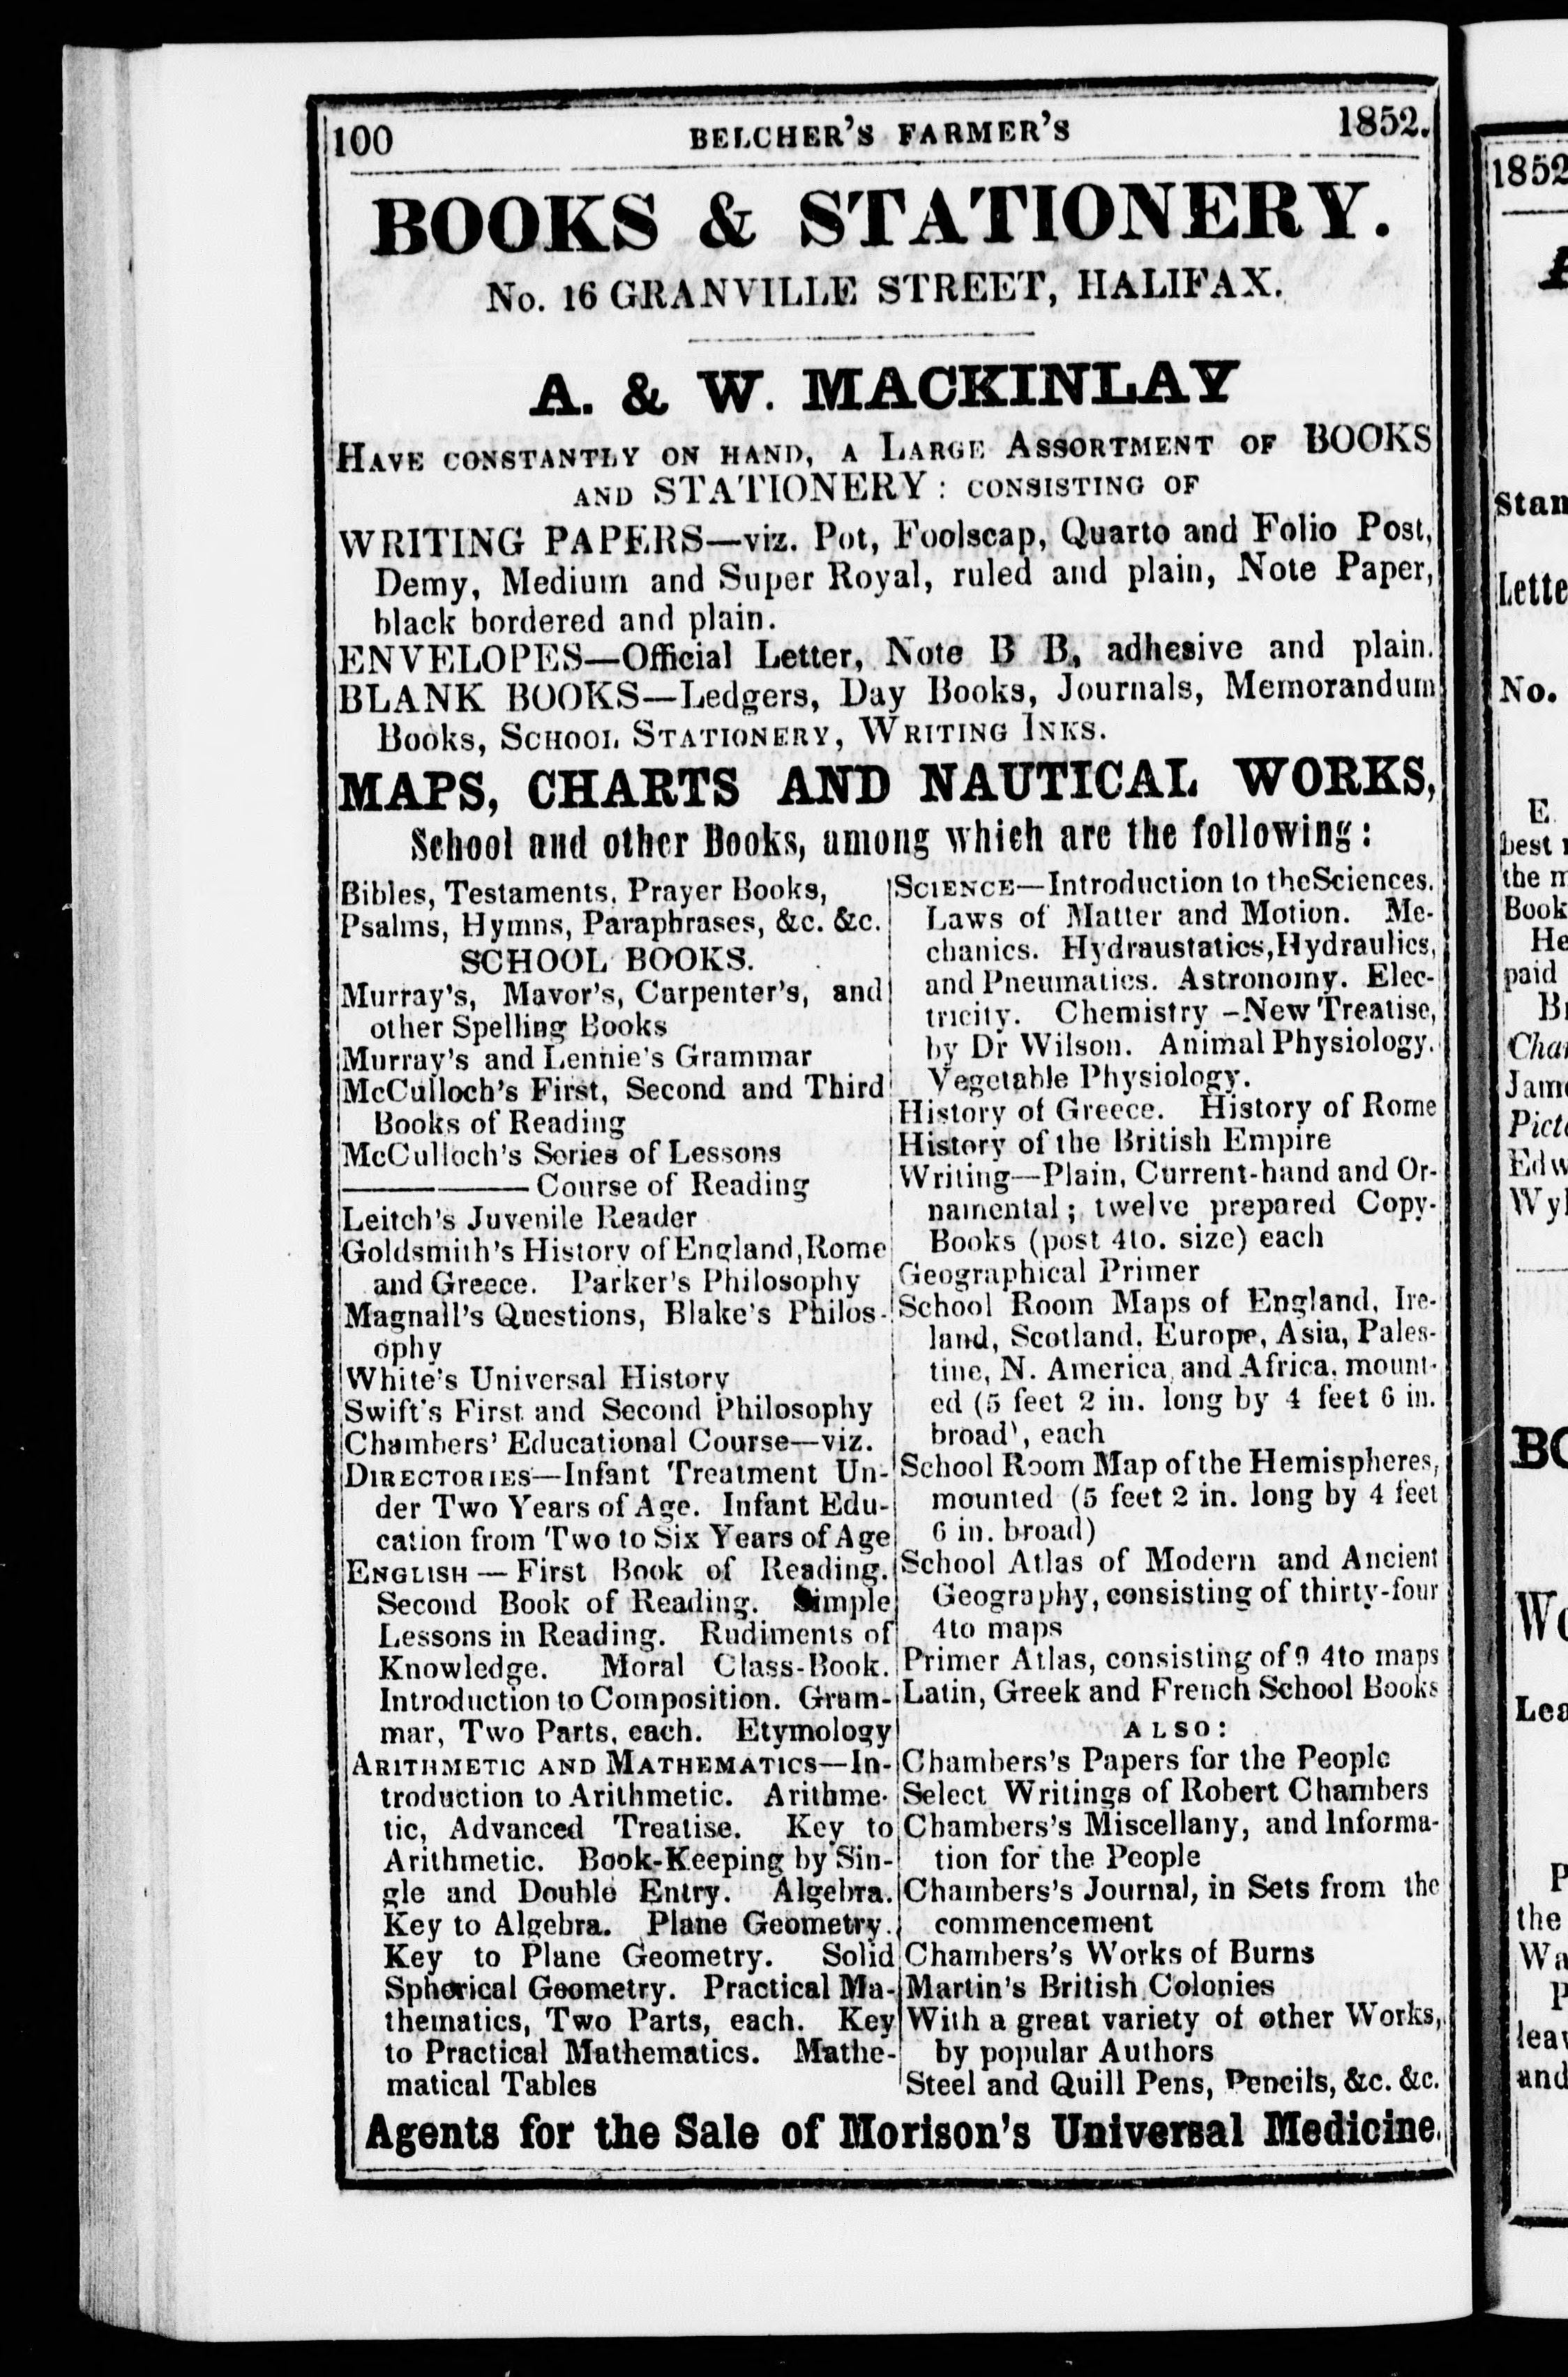 100 BELCHER'S FARMER'S 1852.
BOOKS & STATIONERY.
No. 16 GRANVILLE STREET, HALIFAX.
A. & W. MACKINLAY
HAVE CONSTANTLY ON HAND, A LARGE ASSORTMENT OF BOOKS
AND STATIONERY: CONSISTING OF
WRITING PAPERS—viz. Pot, Foolscap, Quarto and Folio Post,
Demy, Medium and Super Royal, ruled and plain, Note Paper,
black bordered and plain.
ENVELOPES—Official Letter, Note B B, adhesive and plain.
BLANK BOOKS—Ledgers, Day Books, Journals, Memorandum
Books, SCHOOL STATIONERY, WRITING INKS.
MAPS, CHARTS AND NAUTICAL WORKS,
School and other Books, among which are the following:
Bibles, Testaments, Prayer Books,
Psalms, Hymns, Paraphrases, &c. &c.
SCHOOL BOOKS.
Murray's, Mavor's, Carpenter's, and
other Spelling Books
Murray's and Lennie's Grammar
McCulloch's First, Second and Third
Books of Reading
McCulloch's Series of Lessons
——— Course of Reading
Leitch's Juvenile Reader
Goldsmith's History of England, Rome
and Greece. Parker's Philosophy
Magnall's Questions, Blake's Philos-
ophy
White's Universal History
Swift's First and Second Philosophy
Chambers' Educational Course—viz.
DIRECTORIES—Infant Treatment Un-
der Two Years of Age. Infant Edu-
cation from Two to Six Years of Age
ENGLISH—First Book of Reading.
Second Book of Reading. Simple
Lessons in Reading. Rudiments of
Knowledge. Moral Class-Book.
Introduction to Composition. Gram-
mar, Two Parts, each. Etymology
ARITHMETIC AND MATHEMATICS—In-
troduction to Arithmetic. Arithme-
tic, Advanced Treatise. Key to
Arithmetic. Book-Keeping by Sin-
gle and Double Entry. Algebra.
Key to Algebra. Plane Geometry.
Key to Plane Geometry. Solid
Spherical Geometry. Practical Ma-
thematics, Two Parts, each. Key
to Practical Mathematics. Mathe-
matical Tables
SCIENCE—Introduction to the Sciences.
Laws of Matter and Motion. Me-
chanics. Hydraustatics, Hydraulics,
and Pneumatics. Astronomy. Elec-
tricity. Chemistry -New Treatise,
by Dr Wilson. Animal Physiology.
Vegetable Physiology.
History of Greece. History of Rome
History of the British Empire
Writing—Plain, Current-hand and Or-
namental; twelve prepared Copy-
Books (post 4to. size) each
Geographical Primer
School Room Maps of England, Ire-
land, Scotland, Europe, Asia, Pales-
tine, N. America, and Africa, mount-
ed (5 feet 2 in. long by 4 feet 6 in.
broad', each
School Room Map of the Hemispheres,
mounted (5 feet 2 in. long by 4 feet
6 in. broad)
School Atlas of Modern and Ancient
Geography, consisting of thirty-four
4to maps
Primer Atlas, consisting of 9 4to maps
Latin, Greek and French School Books
ALSO:
Chambers's Papers for the People
Select Writings of Robert Chambers
Chambers's Miscellany, and Informa-
tion for the People
Chambers's Journal, in Sets from the
commencement
Chambers's Works of Burns
Martin's British Colonies
With a great variety of other Works,
by popular Authors
Steel and Quill Pens, Pencils, &c. &c.
Agents for the Sale of Morison's Universal Medicine.
1852
Stan
Lette
No.
E.
best
the m
Book
He
paid
Cha
Jam
Pict
Edw
Wyl
BO
Wo
Lea
P
the
Wa
leav
and